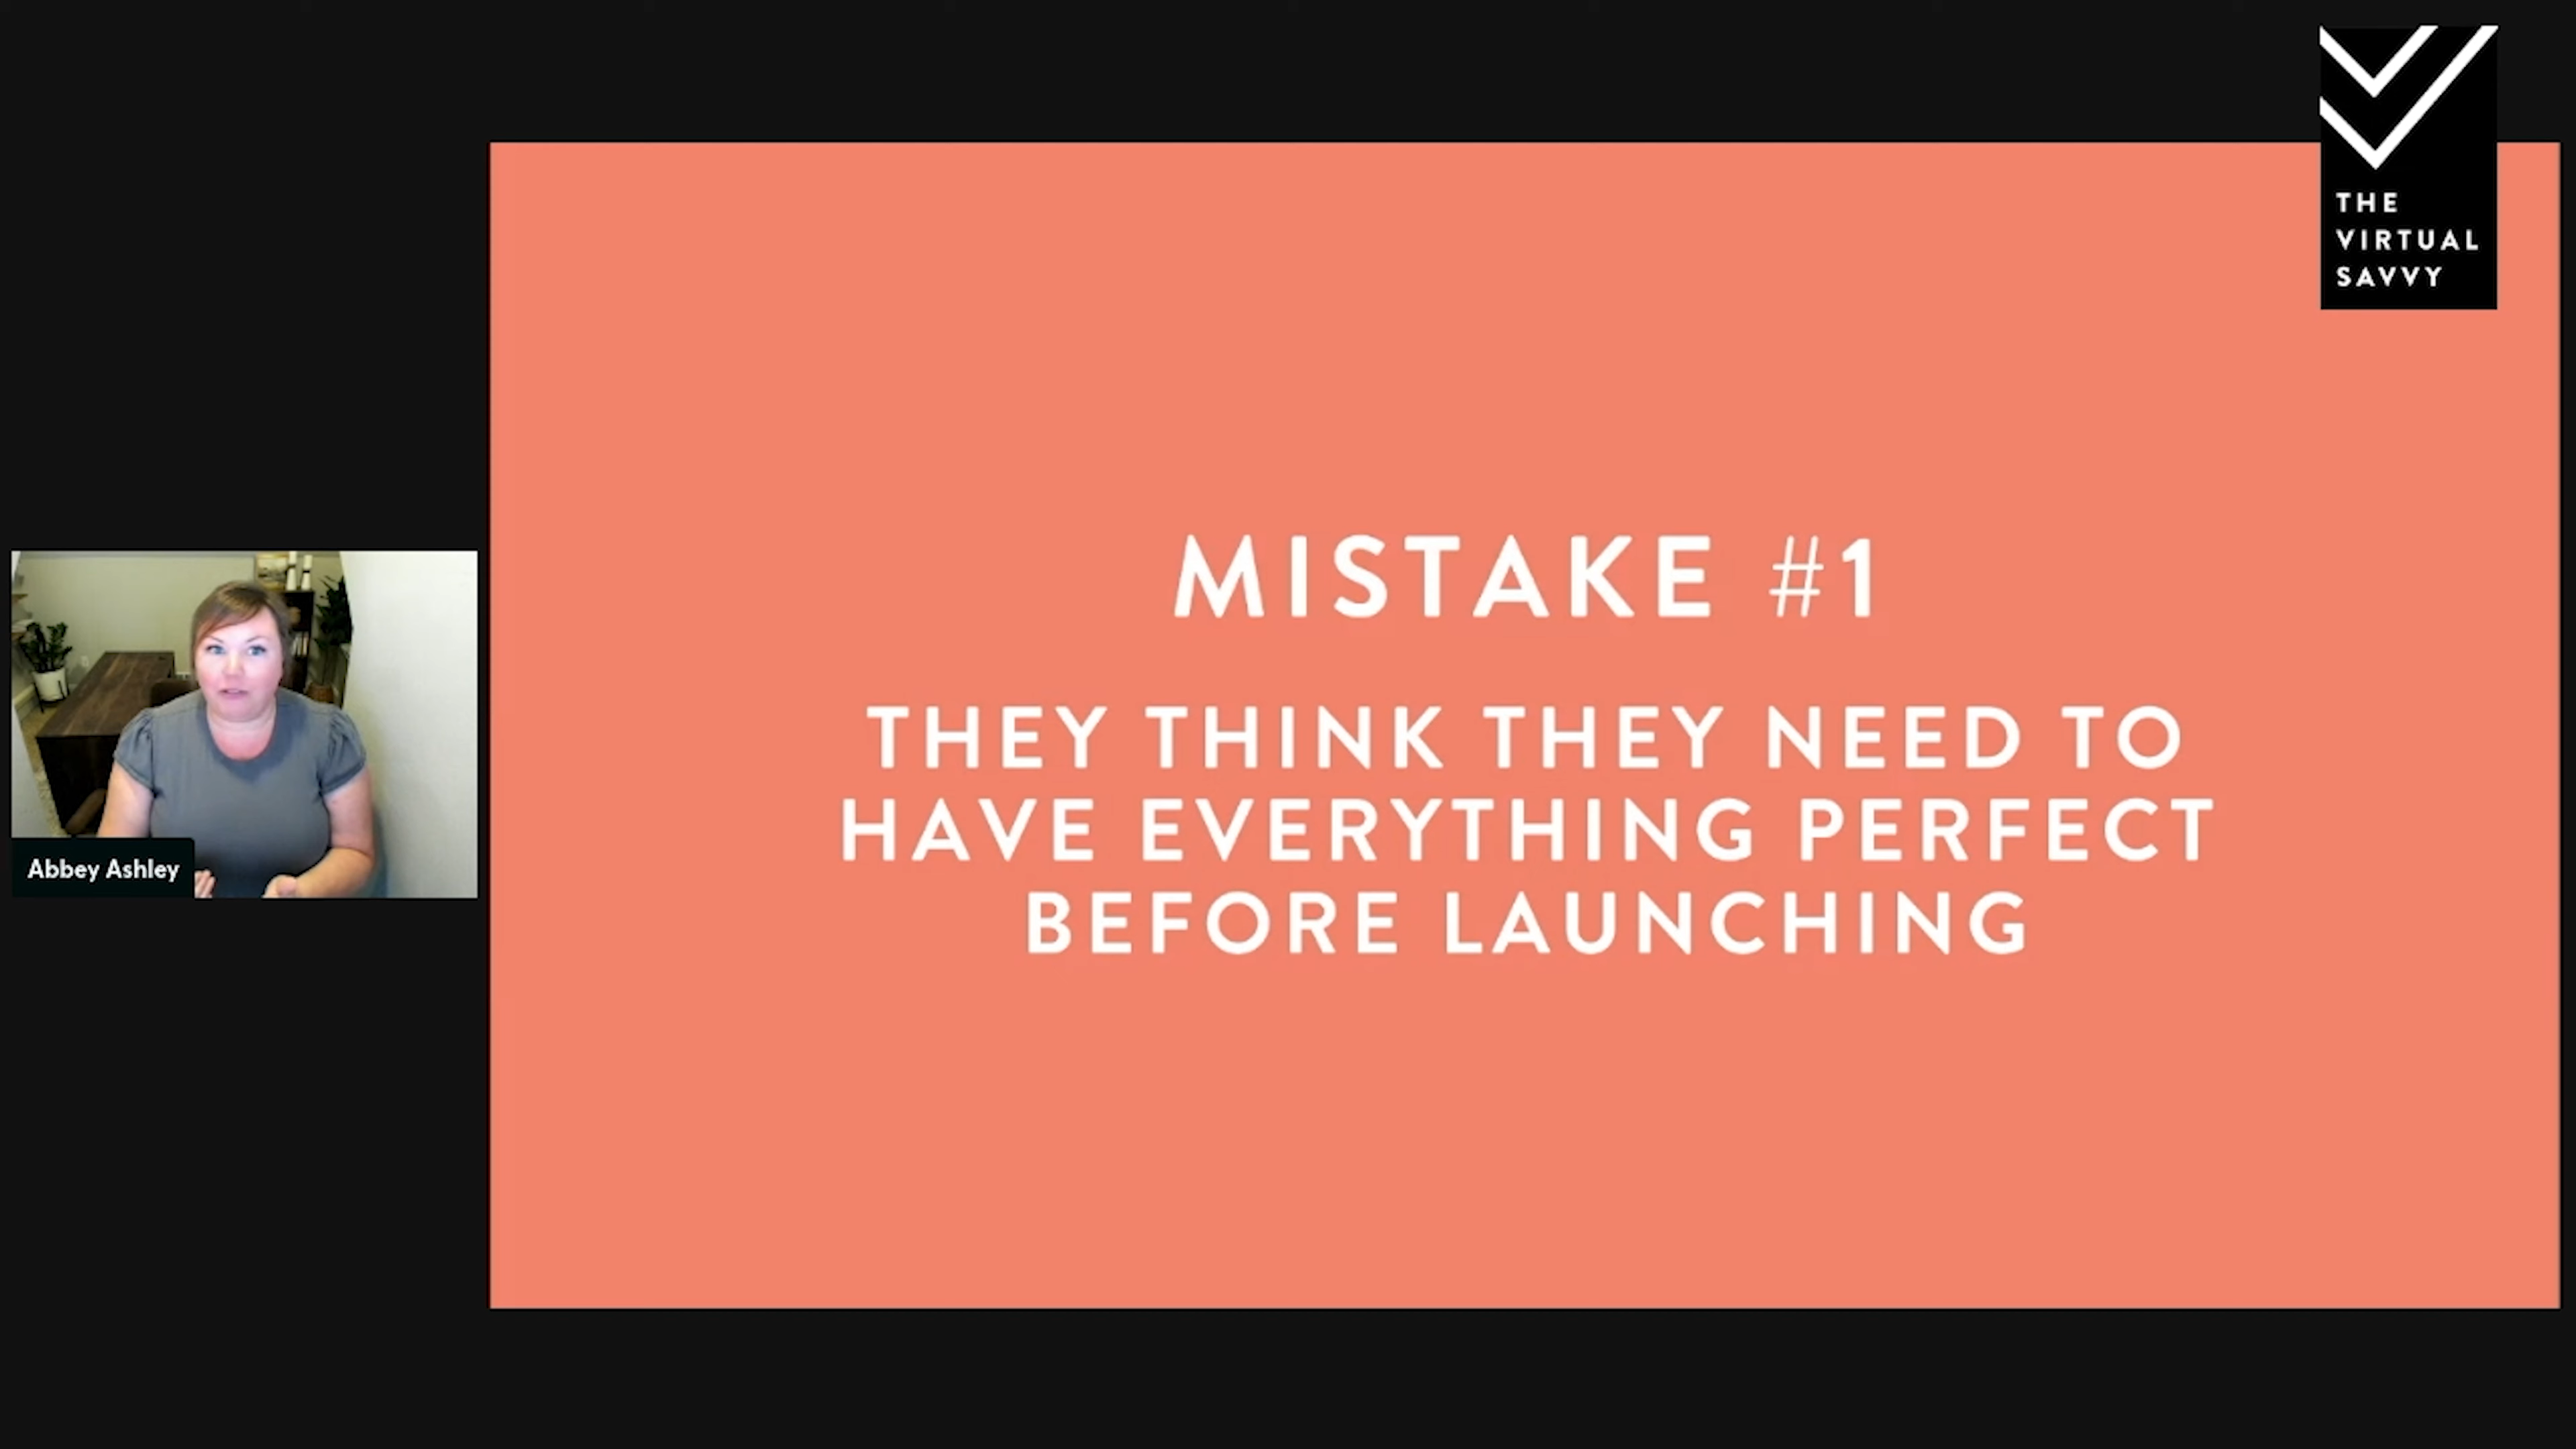 THE
VIRTUAL
SAVVY
MISTAKE #1
THEY THINK THEY NEED TO
HAVE EVERYTHING PERFECT
BEFORE LAUNCHING
Abbey Ashley